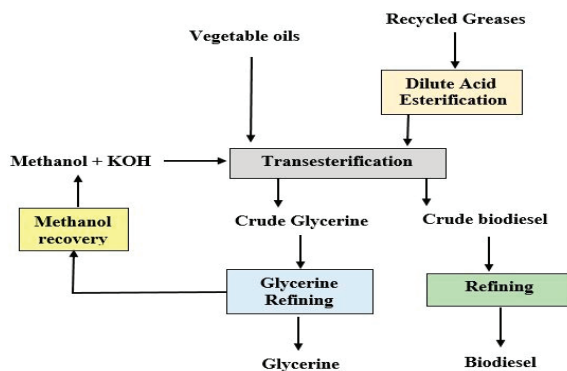 Recycled Greases
Vegetable oils
Dilute Acid
Esterification
Methanol + KOH
Transesterification
Methanol
recovery
Crude Glycerine
Crude biodiesel
Glycerine
Refining
Refining
Glycerine
Biodiesel